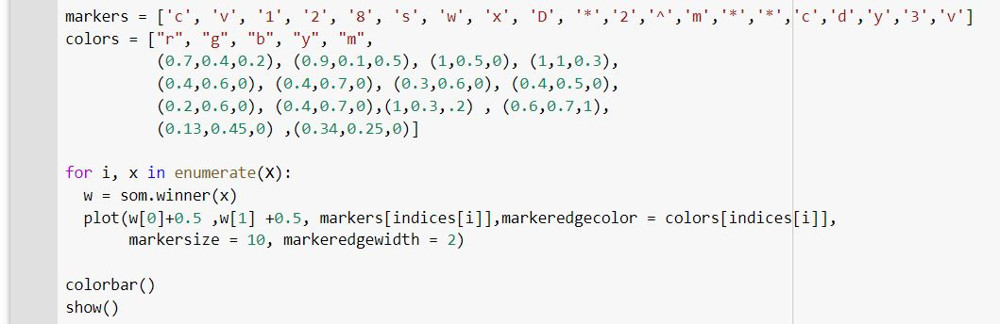 markers = ['c', 'v', '1', '2', '8', 's', 'w', 'x', 'D', '*','2','^','m','*','*','c','d','y','3','v']
colors = ["r", "g", "b", "y", "m",
(0.7,0.4,0.2), (0.9,0.1,0.5), (1,0.5,0), (1,1,0.3),
(0.4,0.6,0), (0.4,0.7,0), (0.3,0.6,0), (0.4,0.5,0),
(0.2,0.6,0), (0.4,0.7,0),(1,0.3,.2) , (0.6,0.7,1),
(0.13,0.45,0) ,(0.34,0.25,0)]
for i, x in enumerate(X):
w = som.winner(x)
plot(w[0]+0.5 ,w[1] +0.5, markers[indices[i]],markeredgecolor = colors[indices[i]],
markersize = 10, markeredgewidth = 2)
colorbar()
show()